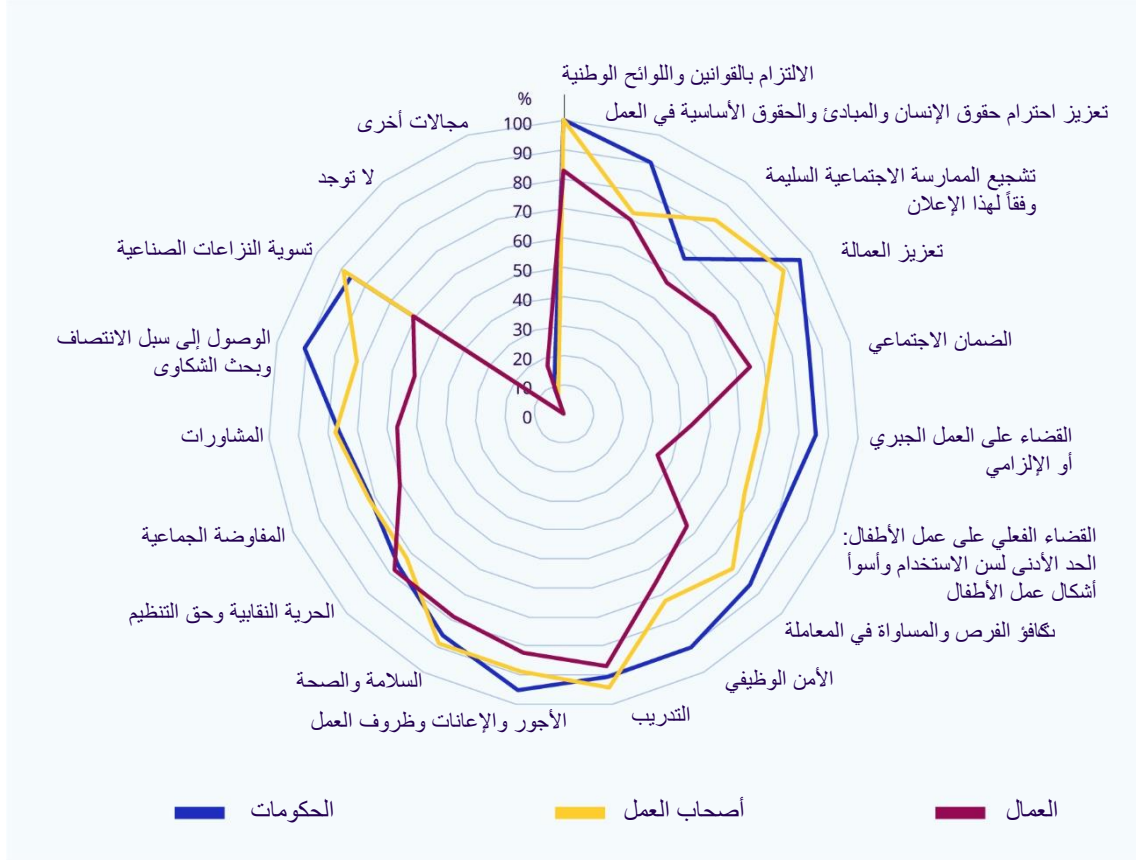 الالتزام بالقوانين واللوائح الوطنية
تعزيز احترام حقوق الإنسان والمبادئ والحقوق الأساسية في العمل
تشجيع الممارسة الاجتماعية السليمة
وفقاً لهذا الإعلان
تعزيز العمالة
الضمان الاجتماعي
القضاء على العمل الجبري
أو الإلزامي
القضاء الفعلي على عمل الأطفال:
الحد الأدنى لسن الاستخدام وأسوأ
أشكال عمل الأطفال
تكافؤ الفرص والمساواة في المعاملة
الأمن الوظيفي
التدريب
الأجور والإعانات وظروف العمل
السلامة والصحة
الحرية النقابية وحق التنظيم
المفاوضة الجماعية
المشاورات
الوصول إلى سبل الانتصاف
وبحث الشكاوى
تسوية النزاعات الصناعية
لا توجد
مجالات أخرى
%
100
90
80
70
60
50
40
30
20
10
0
العمال
أصحاب العمل
الحكومات